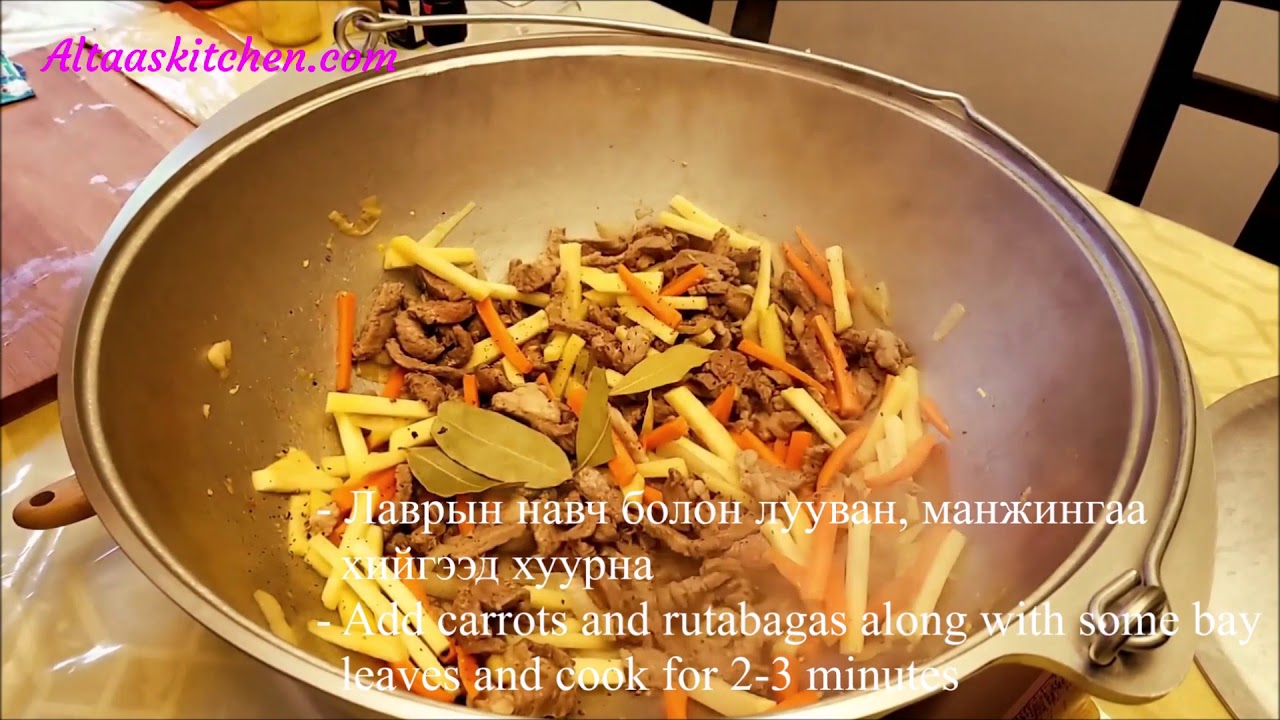 Altaaskitchen.com
- Лаврын навч болон лууван, манжингаа
хийгээд хуурна
- Add carrots and rutabagas along with some bay
leaves and cook for 2-3 minutes